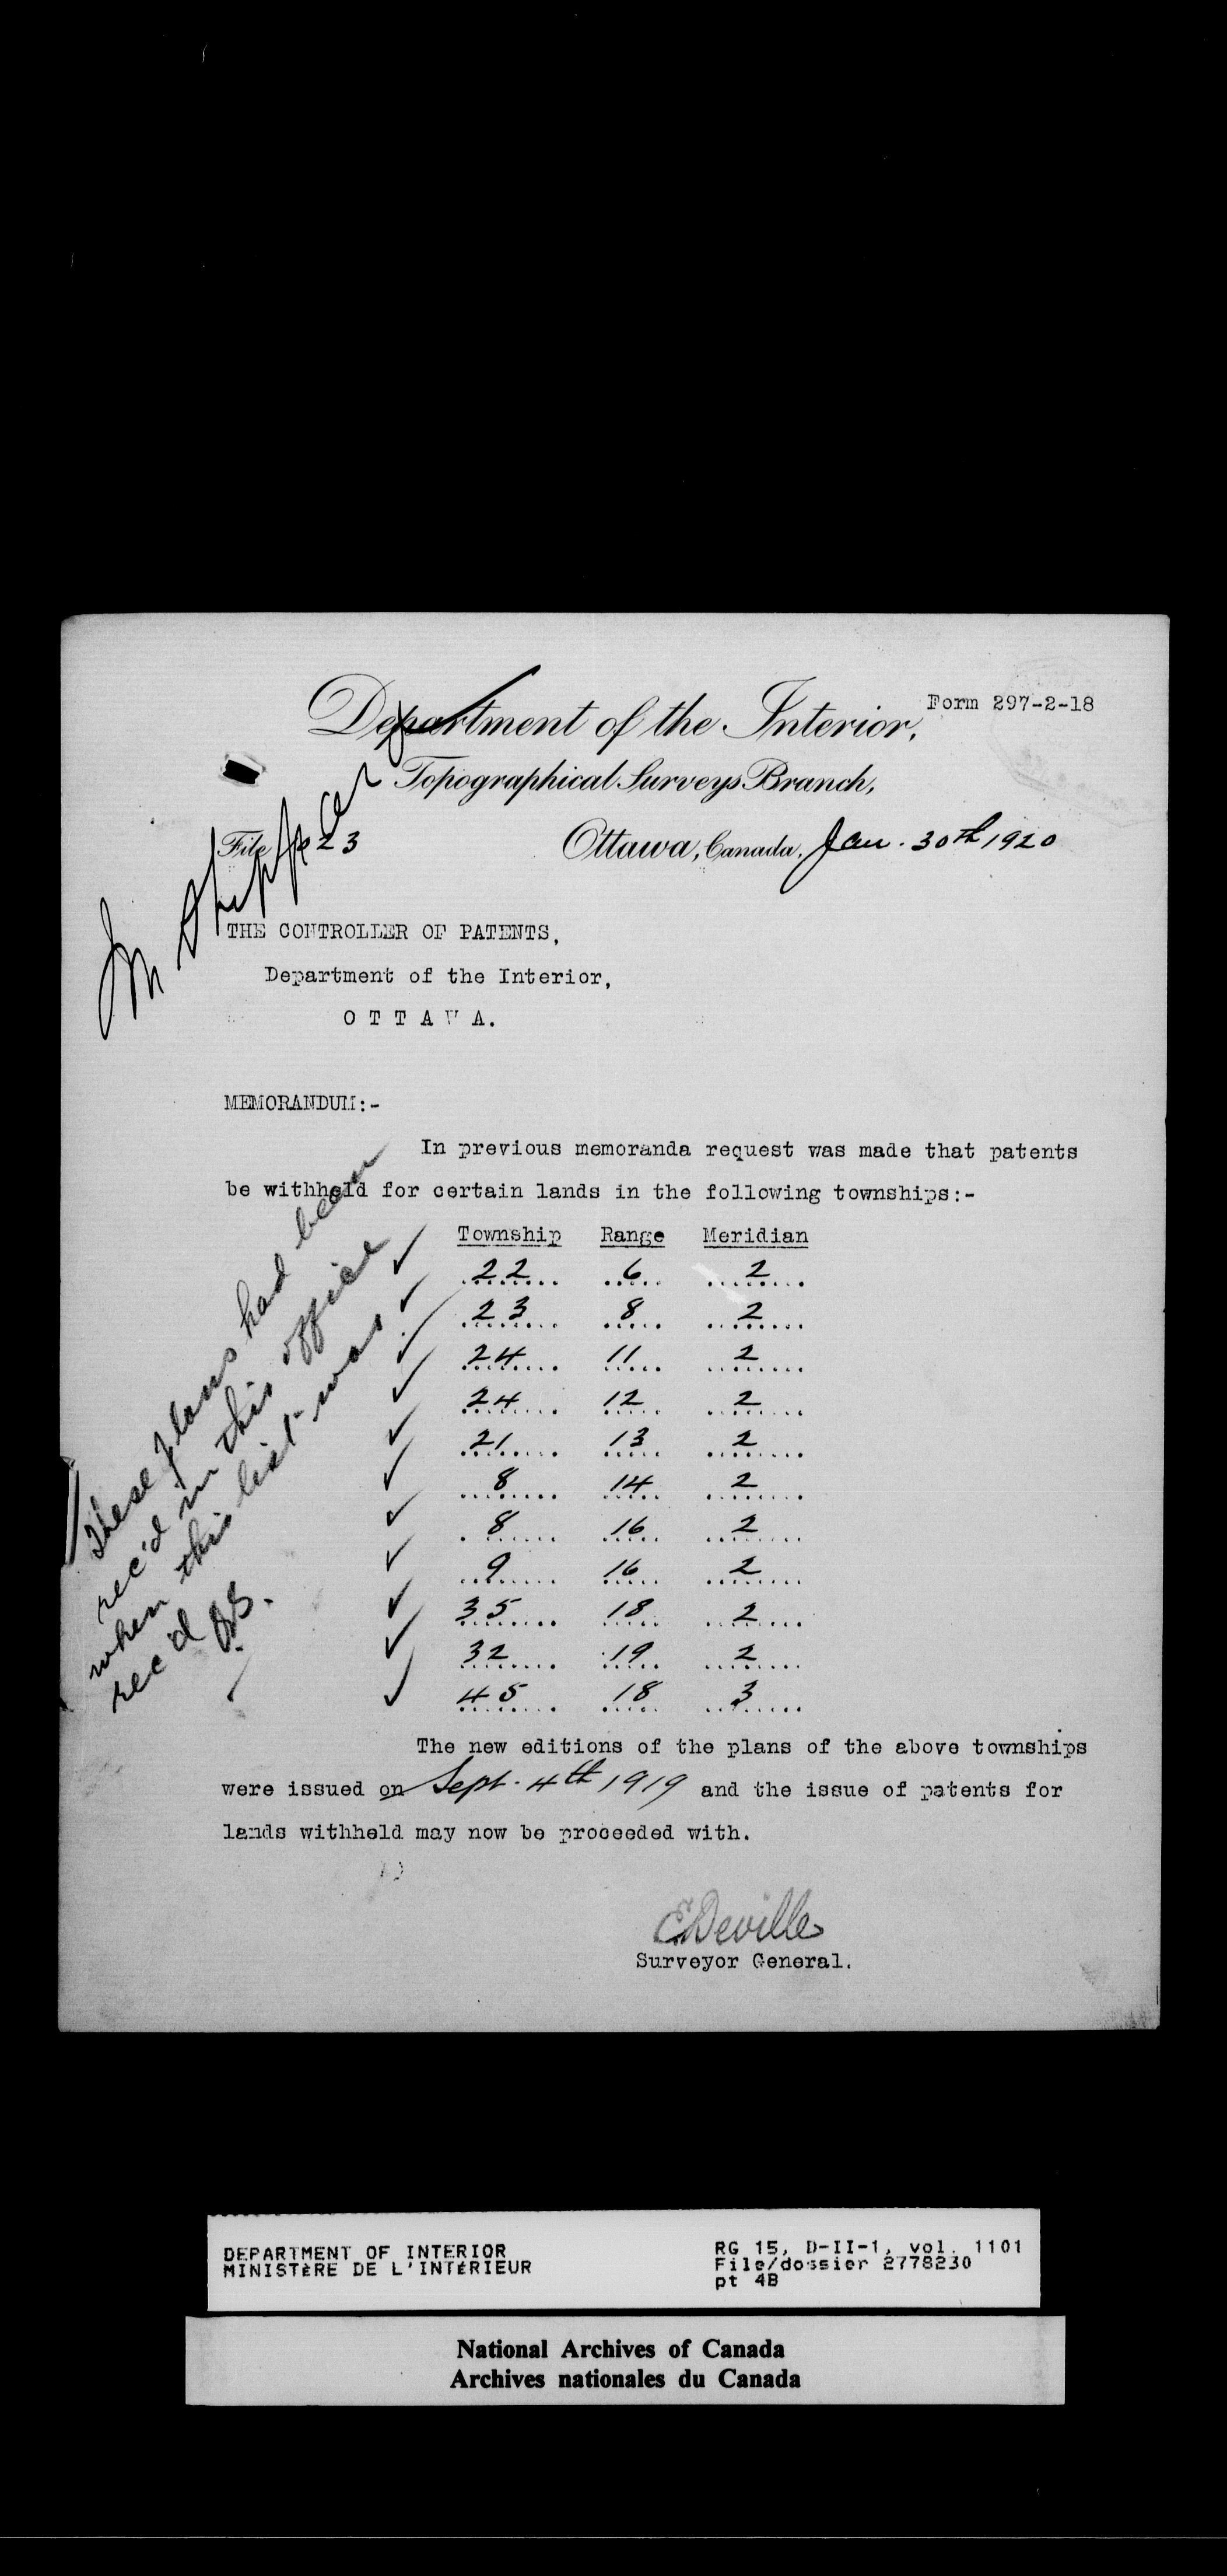 Form 297-2-18
Department of the Interior,
Topographical Surveys Branch,
File 23
Ottawa, Canada, Jan. 30th 1920
THE CONTROLLER OF PATENTS,
Department of the Interior,
O T T A W A.
MEMORANDUM:-
In previous memoranda request was made that patents
be withheld for certain lands in the following townships:-
Township Range Meridian
22 6 2
23 8 2
24 11 2
24 12 2
21 13 2
8 14 2
8 16 2
9 16 2
35 18 2
32 19 2
45 18 3
The new editions of the plans of the above townships
were issued on Sept. 4th 1919 and the issue of patents for
lands withheld may now be proceeded with.
E Deville
Surveyor General.
These plans had been
rec'd in this office
when this list was
rec'd
DEPARTMENT OF INTERIOR
MINISTÈRE DE L'INTÉRIEUR
RG 15, D-II-1, vol. 1101
File/dossier 2778230
pt 4B
National Archives of Canada
Archives nationales du Canada